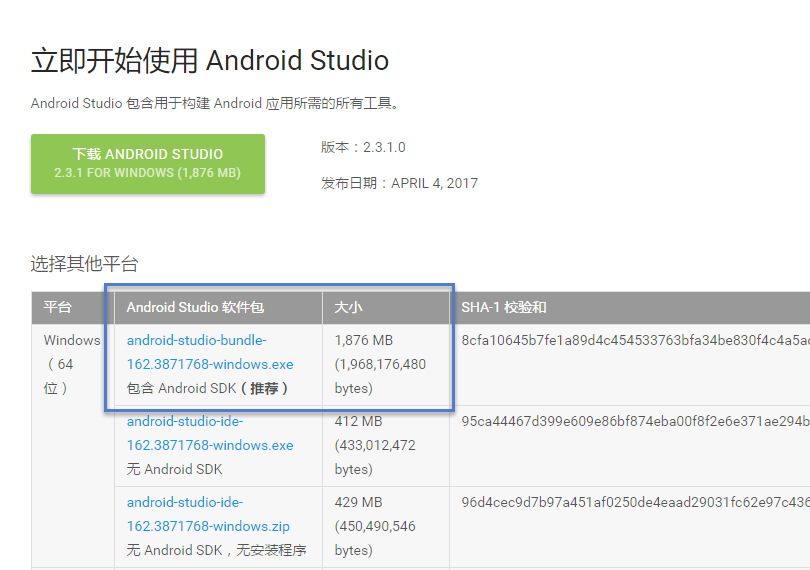 立即开始使用 Android Studio
Android Studio 包含用于构建 Android 应用所需的所有工具。
下载 ANDROID STUDIO
2.3.1 FOR WINDOWS (1,876 MB)
版本：2.3.1.0
发布日期：APRIL 4, 2017
选择其他平台
平台 Android Studio 软件包 大小 SHA-1 校验和
Windows android-studio-bundle- 1,876 MB 8cfa10645b7fe1a89d4c454533763bfa34be830f4c4a5ac
（64 162.3871768-windows.exe (1,968,176,480
位） 包含 Android SDK（推荐） bytes)
android-studio-ide- 412 MB 95ca44467d399e609e86bf874eba00f8f2e6e371ae294b
162.3871768-windows.exe (433,012,472
无 Android SDK bytes)
android-studio-ide- 429 MB 96d4cec9d7b97a451af0250de4eaad29031fc62e97c436
162.3871768-windows.zip (450,490,546
无 Android SDK，无安装程序 bytes)